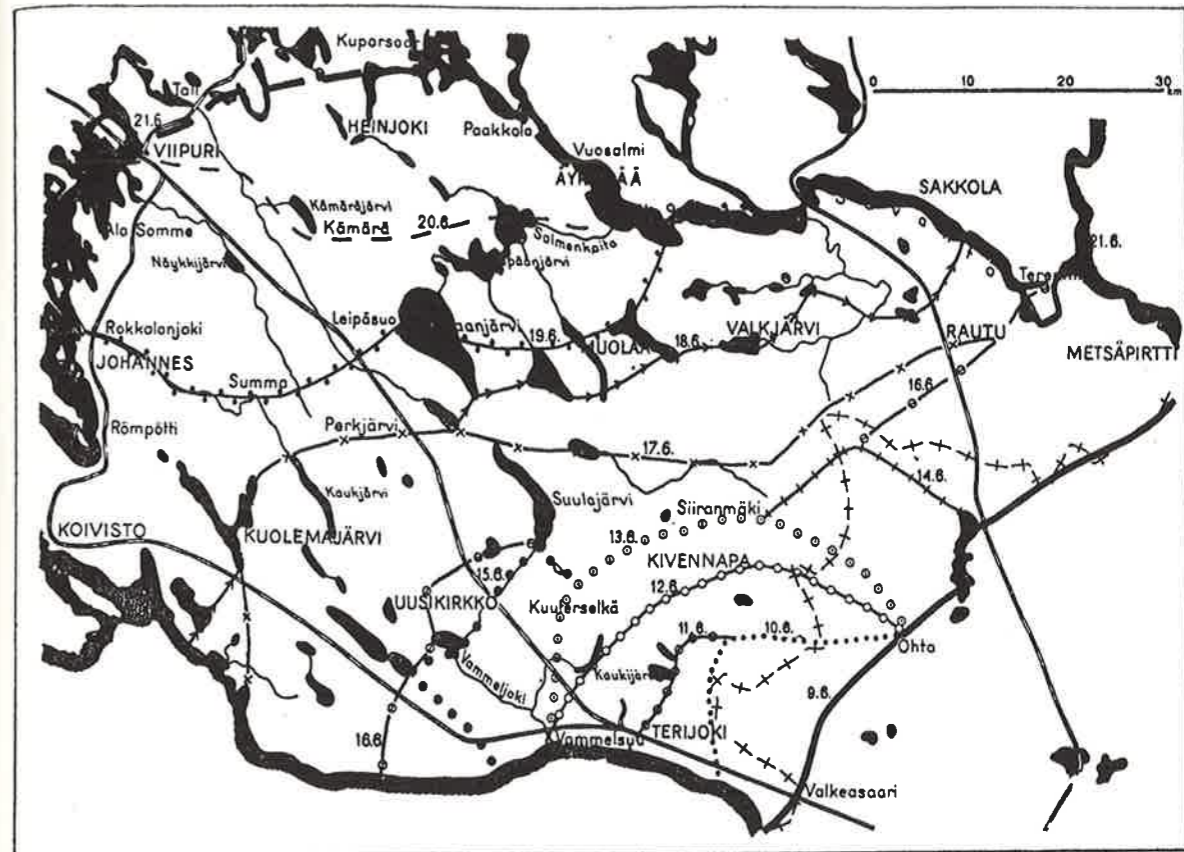 0 10 20 30
km
Tali
21.6
VIIPURI
HEINJOKI
Paakkola
Vuosalmi
SAKKOLA
Kämäräjärvi
Kämärä
20.6.
Salmenkaita
21.6.
Ala Somme
Näykkijärvi
Leipäsuo
19.6.
18.6.
VALKJÄRVI
RAUTU
METSÄPIRTTI
Rokkalanjoki
JOHANNES
Summa
16.6.
Römpötti
Perkjärvi
17.6.
14.6.
Kaukjärvi
Suulajärvi
Siiranmäki
KOIVISTO
KUOLEMAJÄRVI
13.6.
KIVENNAPA
15.6.
12.6.
UUSIKIRKKO
Kuuterselkä
11.6.
10.6.
Ohta
Vammeljoki
9.6.
16.6
Vammelsuu
TERIJOKI
Valkeasaari